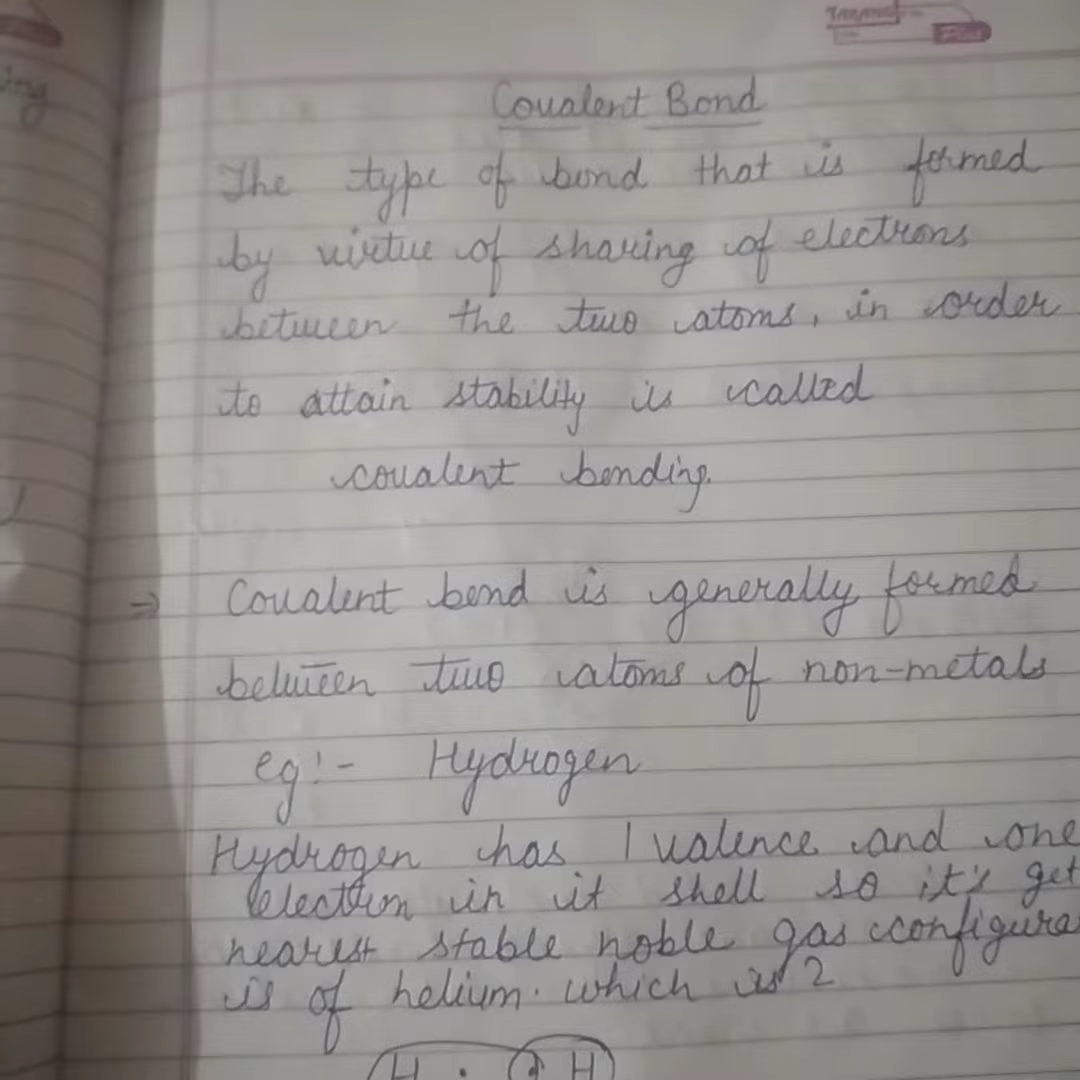 Covalent Bond
The type of bond that is formed
by virtue of sharing of electrons
between the two atoms, in order
to attain stability is called
covalent bonding.
⇒ Covalent bond is generally formed
between two atoms of non-metals
eg:- Hydrogen
Hydrogen has 1 valence and one
electron in it shell so it's get
nearest stable noble gas configura
is of helium. which is 2
H . H